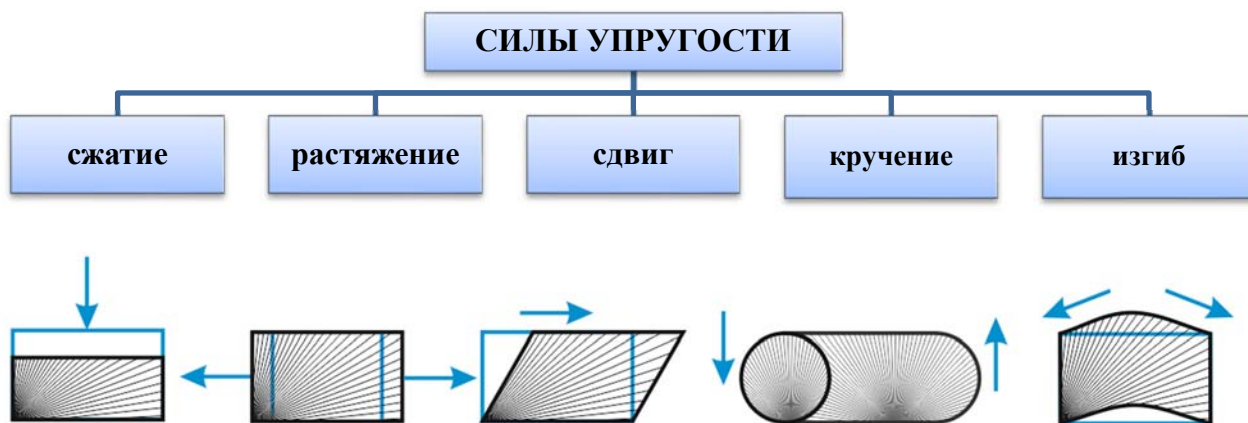 СИЛЫ УПРУГОСТИ
сжатие
растяжение
сдвиг
кручение
изгиб